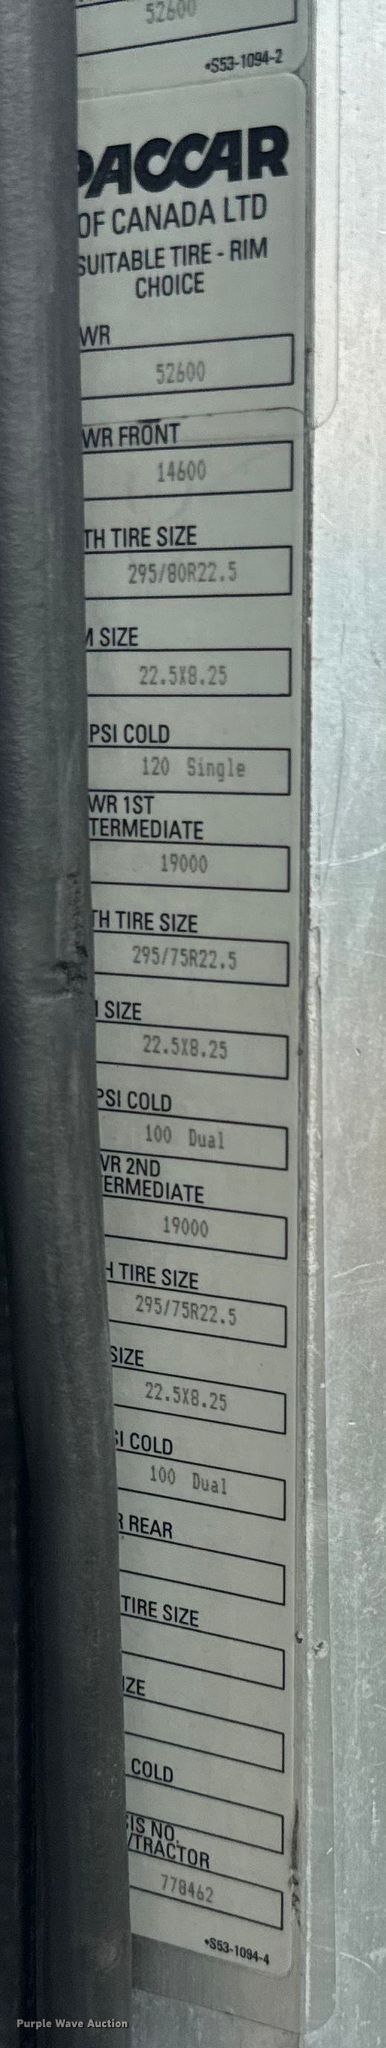 52600
•S53-1094-2
PACCAR
OF CANADA LTD
SUITABLE TIRE - RIM
CHOICE
WR
52600
WR FRONT
14600
TH TIRE SIZE
295/80R22.5
M SIZE
22.5X8.25
PSI COLD
120 Single
WR 1ST
TERMEDIATE
19000
TH TIRE SIZE
295/75R22.5
SIZE
22.5X8.25
PSI COLD
100 Dual
WR 2ND
ERMEDIATE
19000
H TIRE SIZE
295/75R22.5
SIZE
22.5X8.25
SI COLD
100 Dual
R REAR
TIRE SIZE
IZE
COLD
SIS NO.
/TRACTOR
778462
•S53-1094-4
Purple Wave Auction